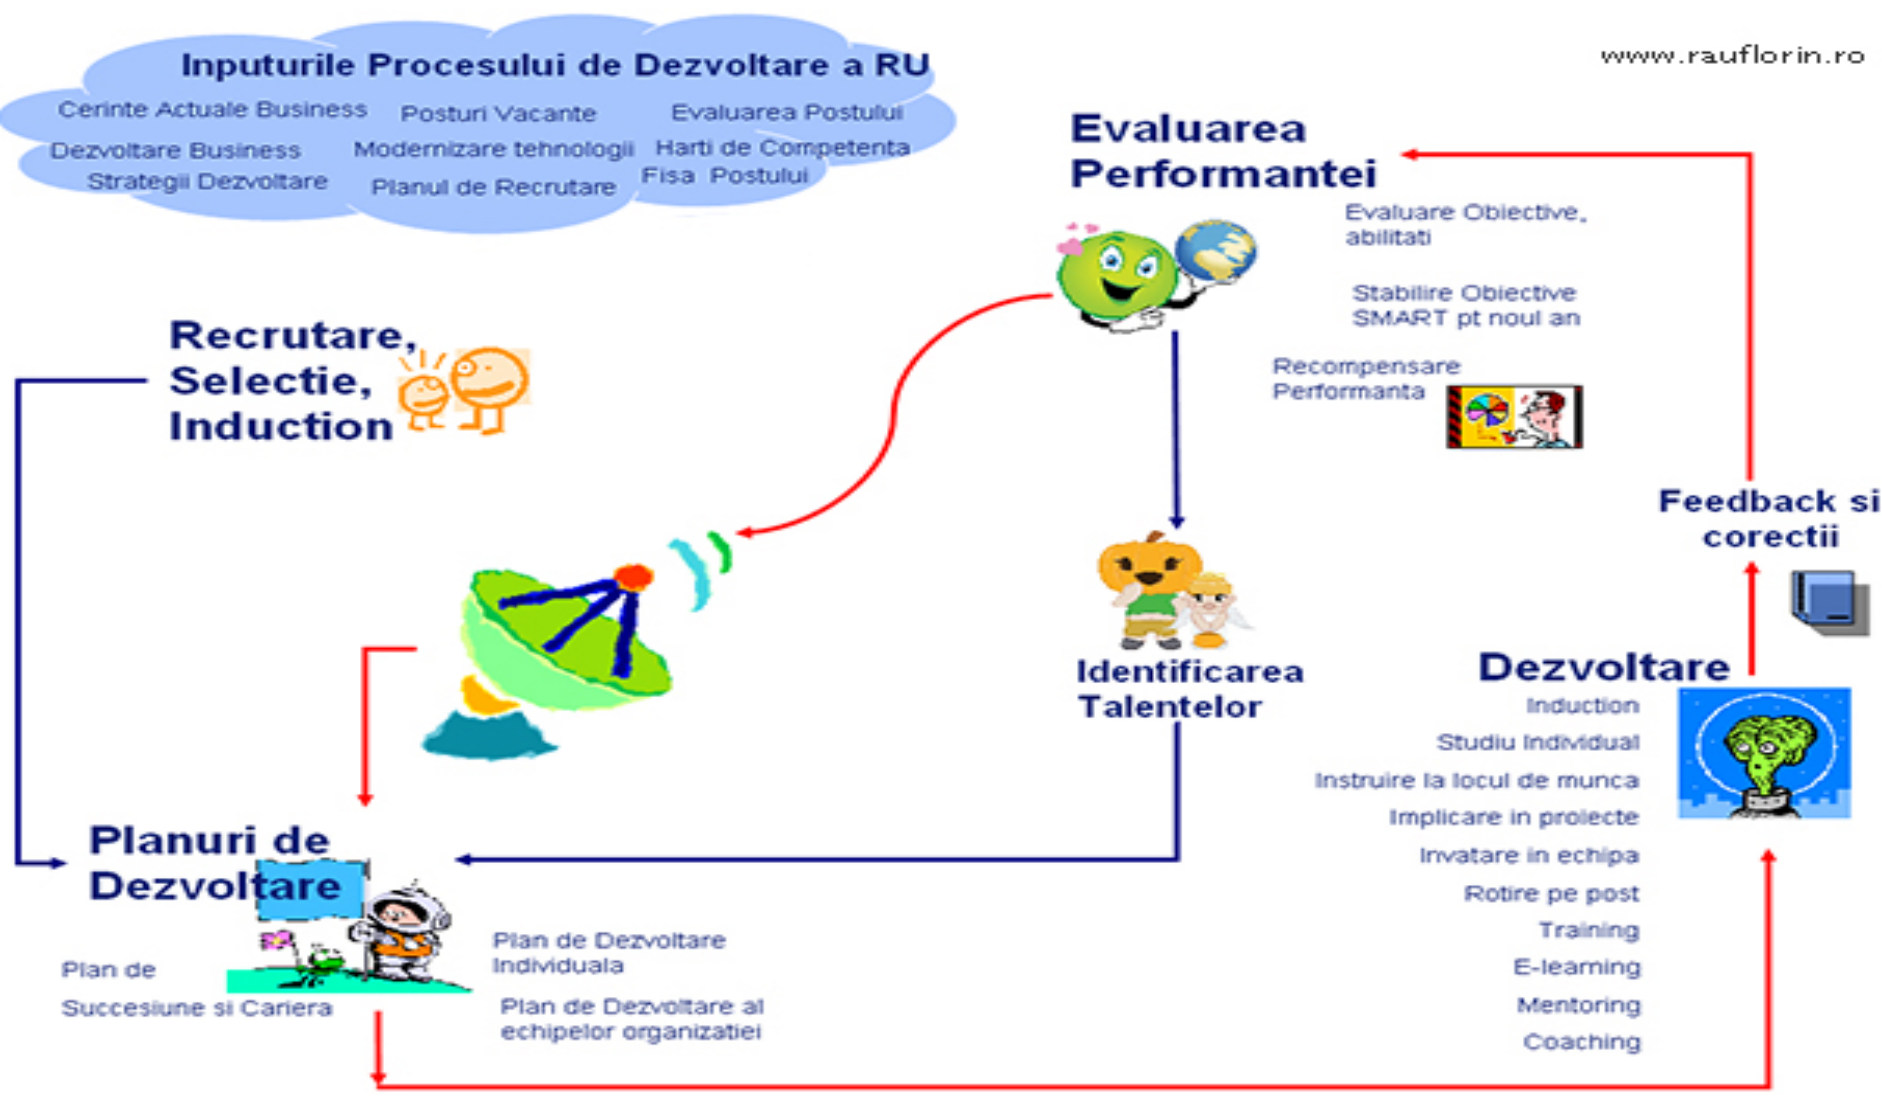 Inputurile Procesului de Dezvoltare a RU
Cerinte Actuale Business
Posturi Vacante
Evaluarea Postului
Dezvoltare Business
Modernizare tehnologii
Harti de Competenta
Strategii Dezvoltare
Planul de Recrutare
Fisa Postului
www.rauflorin.ro
Evaluarea
Performantei
Evaluare Obiective,
abilitati
Stabilire Obiective
SMART pt noul an
Recompensare
Performanta
Recrutare,
Selectie,
Induction
Feedback si
corectii
Identificarea
Talentelor
Dezvoltare
Induction
Studiu Individual
Instruire la locul de munca
Implicare in proiecte
Invatare in echipa
Rotire pe post
Training
E-learning
Mentoring
Coaching
Planuri de
Dezvoltare
Plan de
Succesiune si Cariera
Plan de Dezvoltare
Individuala
Plan de Dezvoltare al
echipelor organizatiei